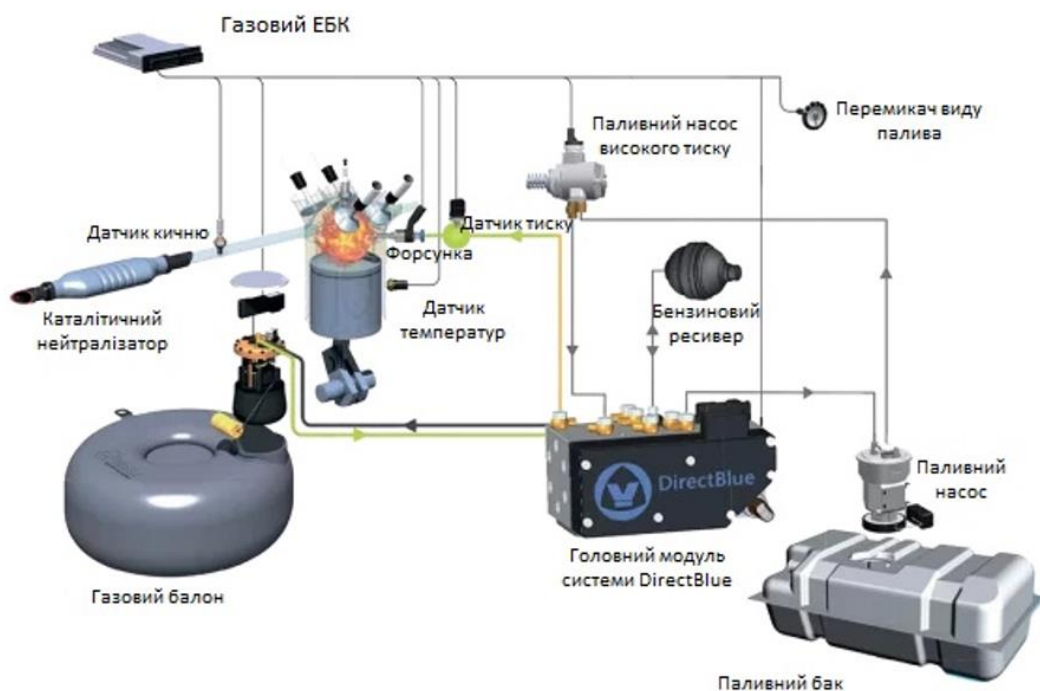 Газовий ЕБК
Паливний насос
високого тиску
Перемикач виду
палива
Датчик кичню
Датчик тиску
Форсунка
Каталітичний
нейтралізатор
Датчик
температур
Бензиновий
ресивер
DirectBlue
Паливний
насос
Головний модуль
системи DirectBlue
Газовий балон
Паливний бак